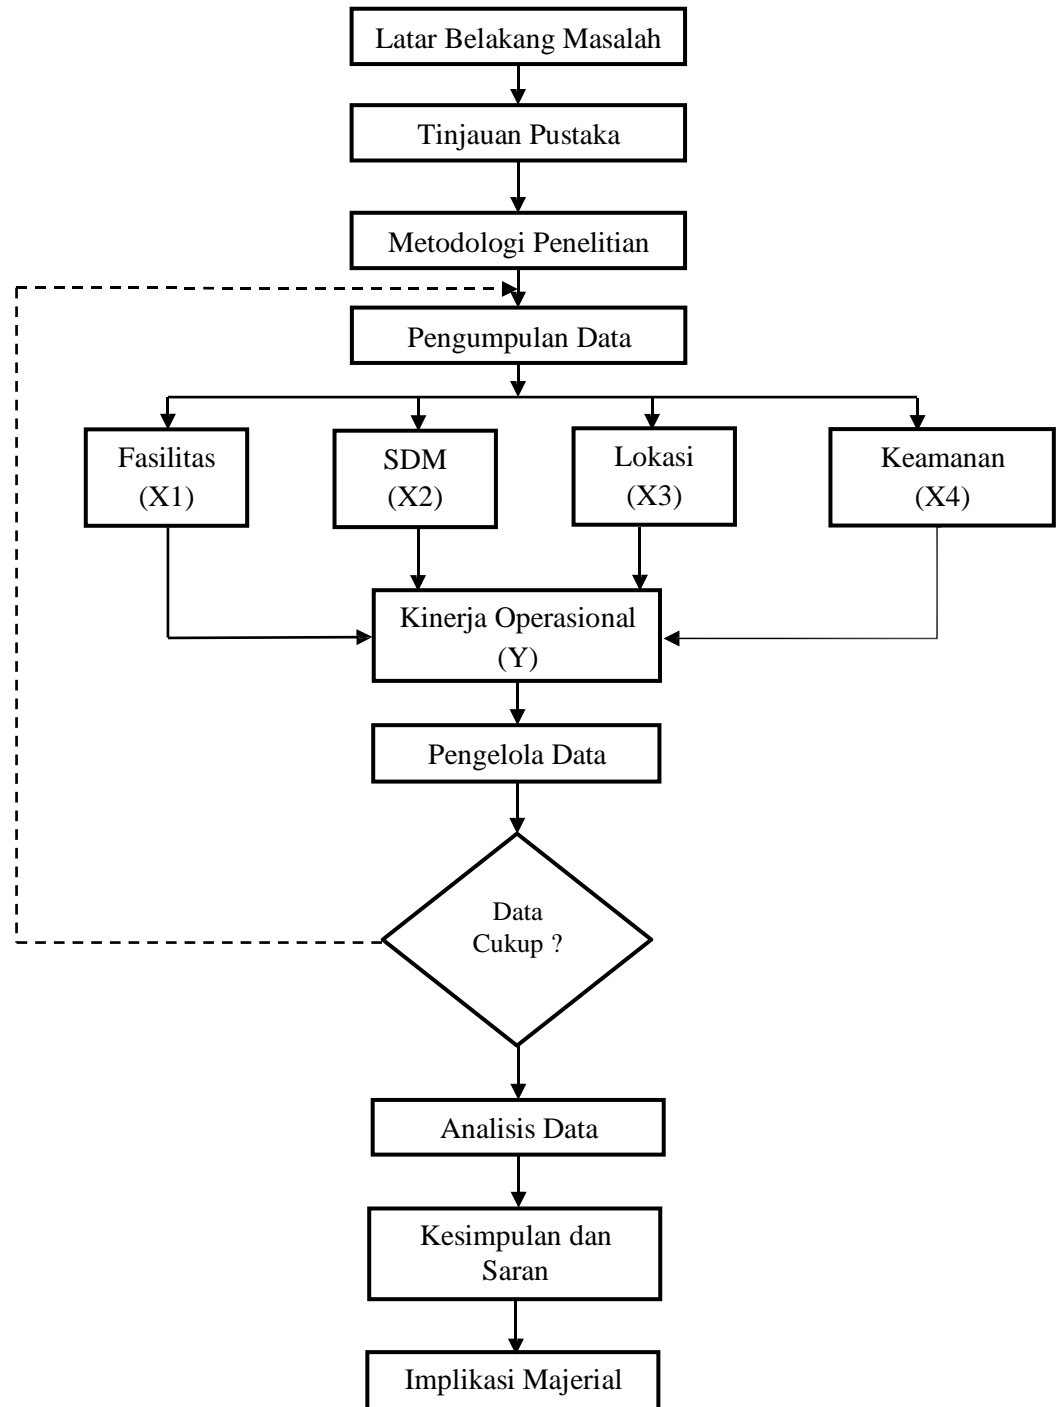 Latar Belakang Masalah
Tinjauan Pustaka
Metodologi Penelitian
Pengumpulan Data
Fasilitas
(X1)
SDM
(X2)
Lokasi
(X3)
Keamanan
(X4)
Kinerja Operasional
(Y)
Pengelola Data
Data
Cukup ?
Analisis Data
Kesimpulan dan
Saran
Implikasi Majerial